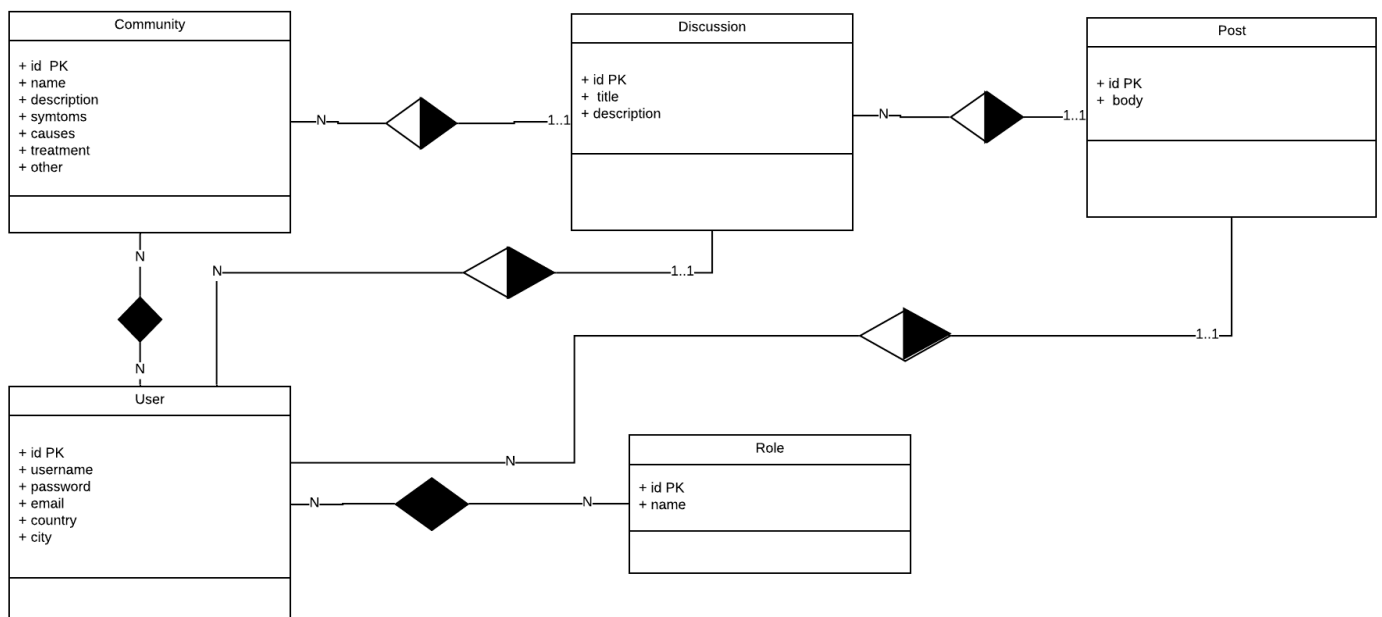 Community
+ id PK
+ name
+ description
+ symtoms
+ causes
+ treatment
+ other
N
1..1
Discussion
+ id PK
+ title
+ description
N
1..1
Post
+ id PK
+ body
N
N
N
1..1
N
1..1
User
+ id PK
+ username
+ password
+ email
+ country
+ city
N
N
Role
+ id PK
+ name